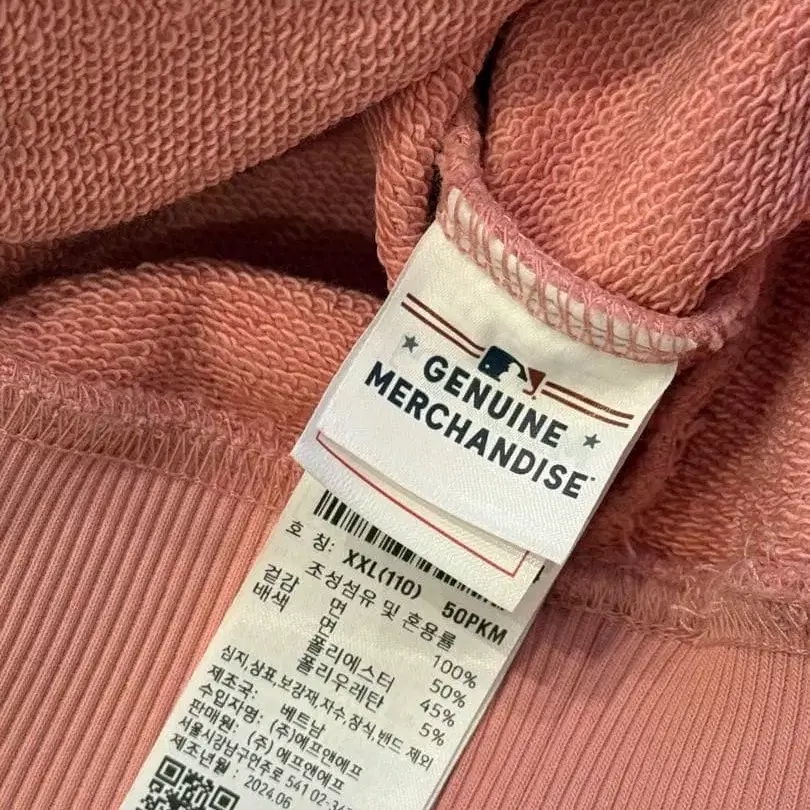 GENUINE
MERCHANDISE
호 칭: XXL(110) 50PKM
조성섬유 및 혼용률
겉감 면 100%
배색 면 50%
폴리에스터 45%
폴리우레탄 5%
심지,상표,보강재,자수,장식,밴드 제외
제조국: 베트남
수입자명: (주)에프앤에프
판매원: (주)에프앤에프
서울시강남구언주로 541 02-
제조년월: 2024.06